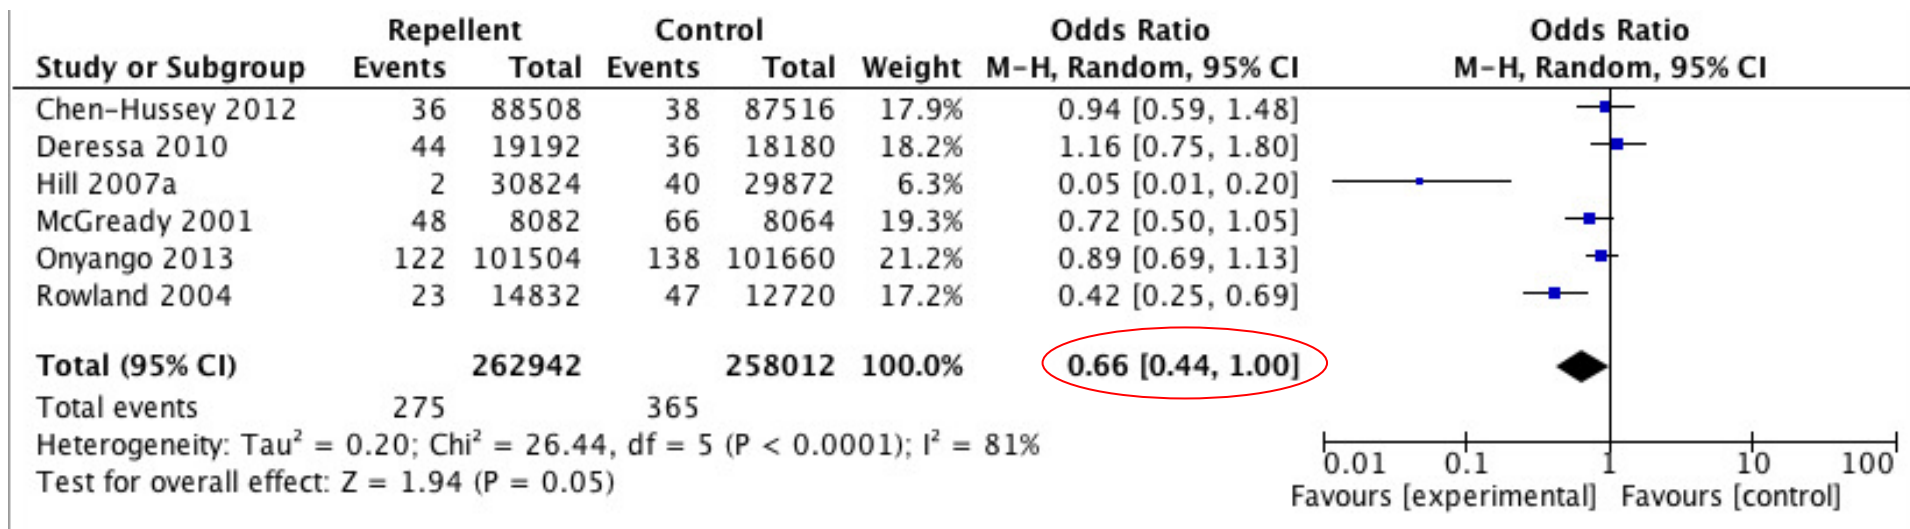 Repellent Control Odds Ratio Odds Ratio
Study or Subgroup Events Total Events Total Weight M-H, Random, 95% CI M-H, Random, 95% CI
Chen-Hussey 2012 36 88508 38 87516 17.9% 0.94 [0.59, 1.48]
Deressa 2010 44 19192 36 18180 18.2% 1.16 [0.75, 1.80]
Hill 2007a 2 30824 40 29872 6.3% 0.05 [0.01, 0.20]
McGready 2001 48 8082 66 8064 19.3% 0.72 [0.50, 1.05]
Onyango 2013 122 101504 138 101660 21.2% 0.89 [0.69, 1.13]
Rowland 2004 23 14832 47 12720 17.2% 0.42 [0.25, 0.69]
Total (95% CI) 262942 258012 100.0% 0.66 [0.44, 1.00]
Total events 275 365
Heterogeneity: Tau² = 0.20; Chi² = 26.44, df = 5 (P < 0.0001); I² = 81%
Test for overall effect: Z = 1.94 (P = 0.05)
0.01 0.1 1 10 100
Favours [experimental] Favours [control]